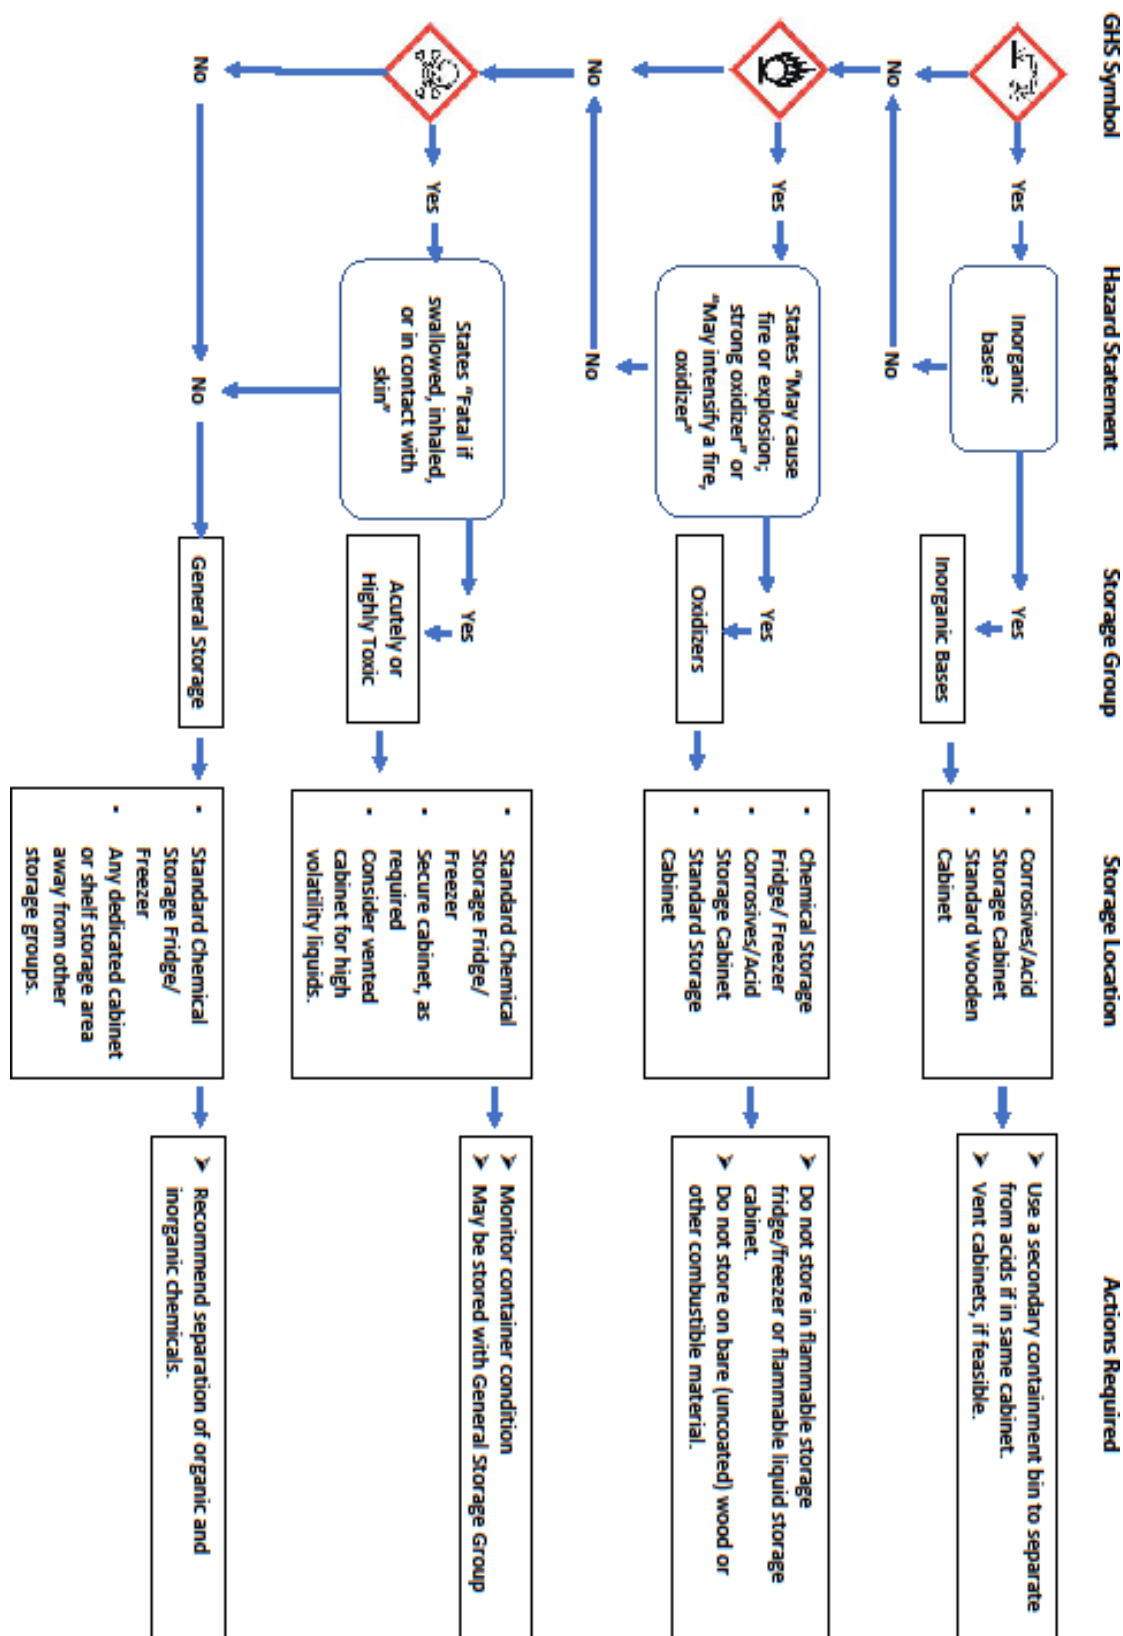 GHS Symbol
Hazard Statement
Storage Group
Storage Location
Actions Required
Yes
Inorganic
base?
Yes
Inorganic Bases
▪ Corrosives/Acid
Storage Cabinet
▪ Standard Wooden
Cabinet
➤ Use a secondary containment bin to separate
from acids if in same cabinet.
➤ Vent cabinets, if feasible.
No
No
Yes
States “May cause
fire or explosion;
strong oxidizer” or
“May intensify a fire,
oxidizer”
Yes
Oxidizers
▪ Chemical Storage
Fridge/ Freezer
▪ Corrosives/Acid
Storage Cabinet
▪ Standard Storage
Cabinet
➤ Do not store in flammable storage
fridge/freezer or flammable liquid storage
cabinet.
➤ Do not store on bare (uncoated) wood or
other combustible material.
No
No
Yes
States “Fatal if
swallowed, inhaled,
or in contact with
skin”
Yes
Acutely or
Highly Toxic
▪ Standard Chemical
Storage Fridge/
Freezer
▪ Secure cabinet, as
required
▪ Consider vented
cabinet for high
volatility liquids.
➤ Monitor container condition
➤ May be stored with General Storage Group
No
No
General Storage
▪ Standard Chemical
Storage Fridge/
Freezer
▪ Any dedicated cabinet
or shelf storage area
away from other
storage groups.
➤ Recommend separation of organic and
inorganic chemicals.